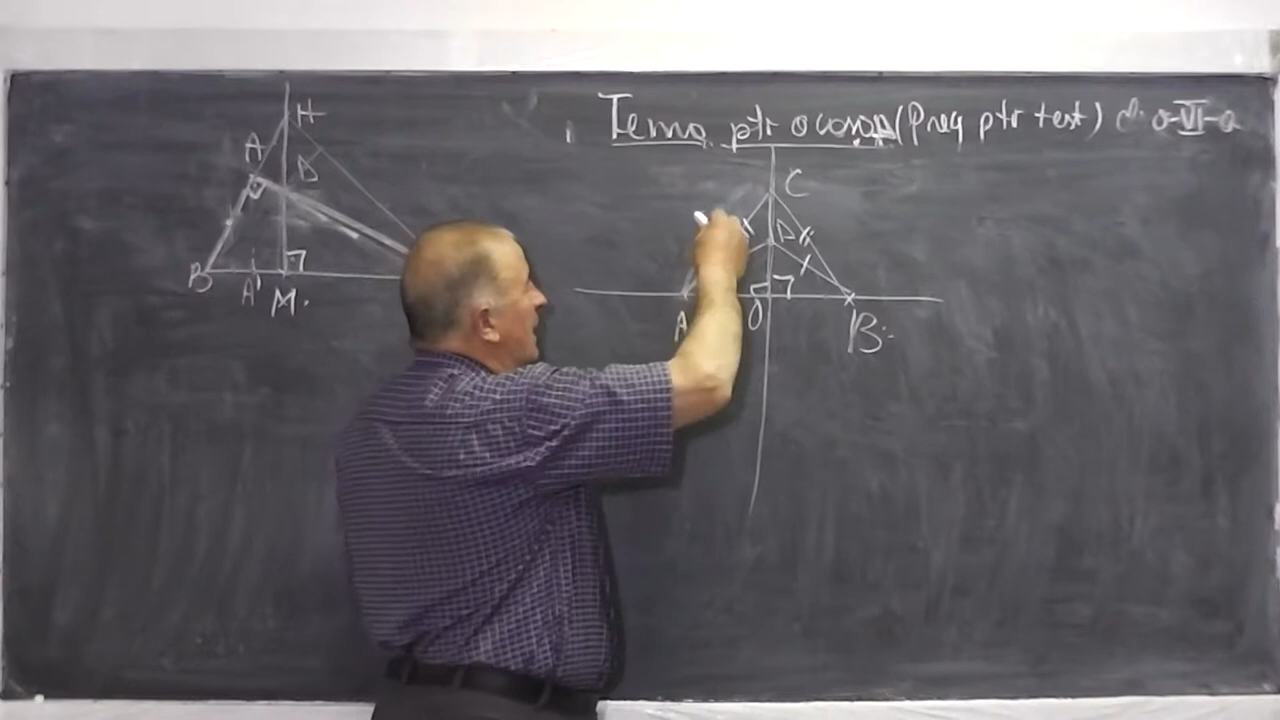 Tema ptr acasă (Preg ptr test) cl. a-VI-a
H
A
D
B
A'
M.
C
D
O
A
B